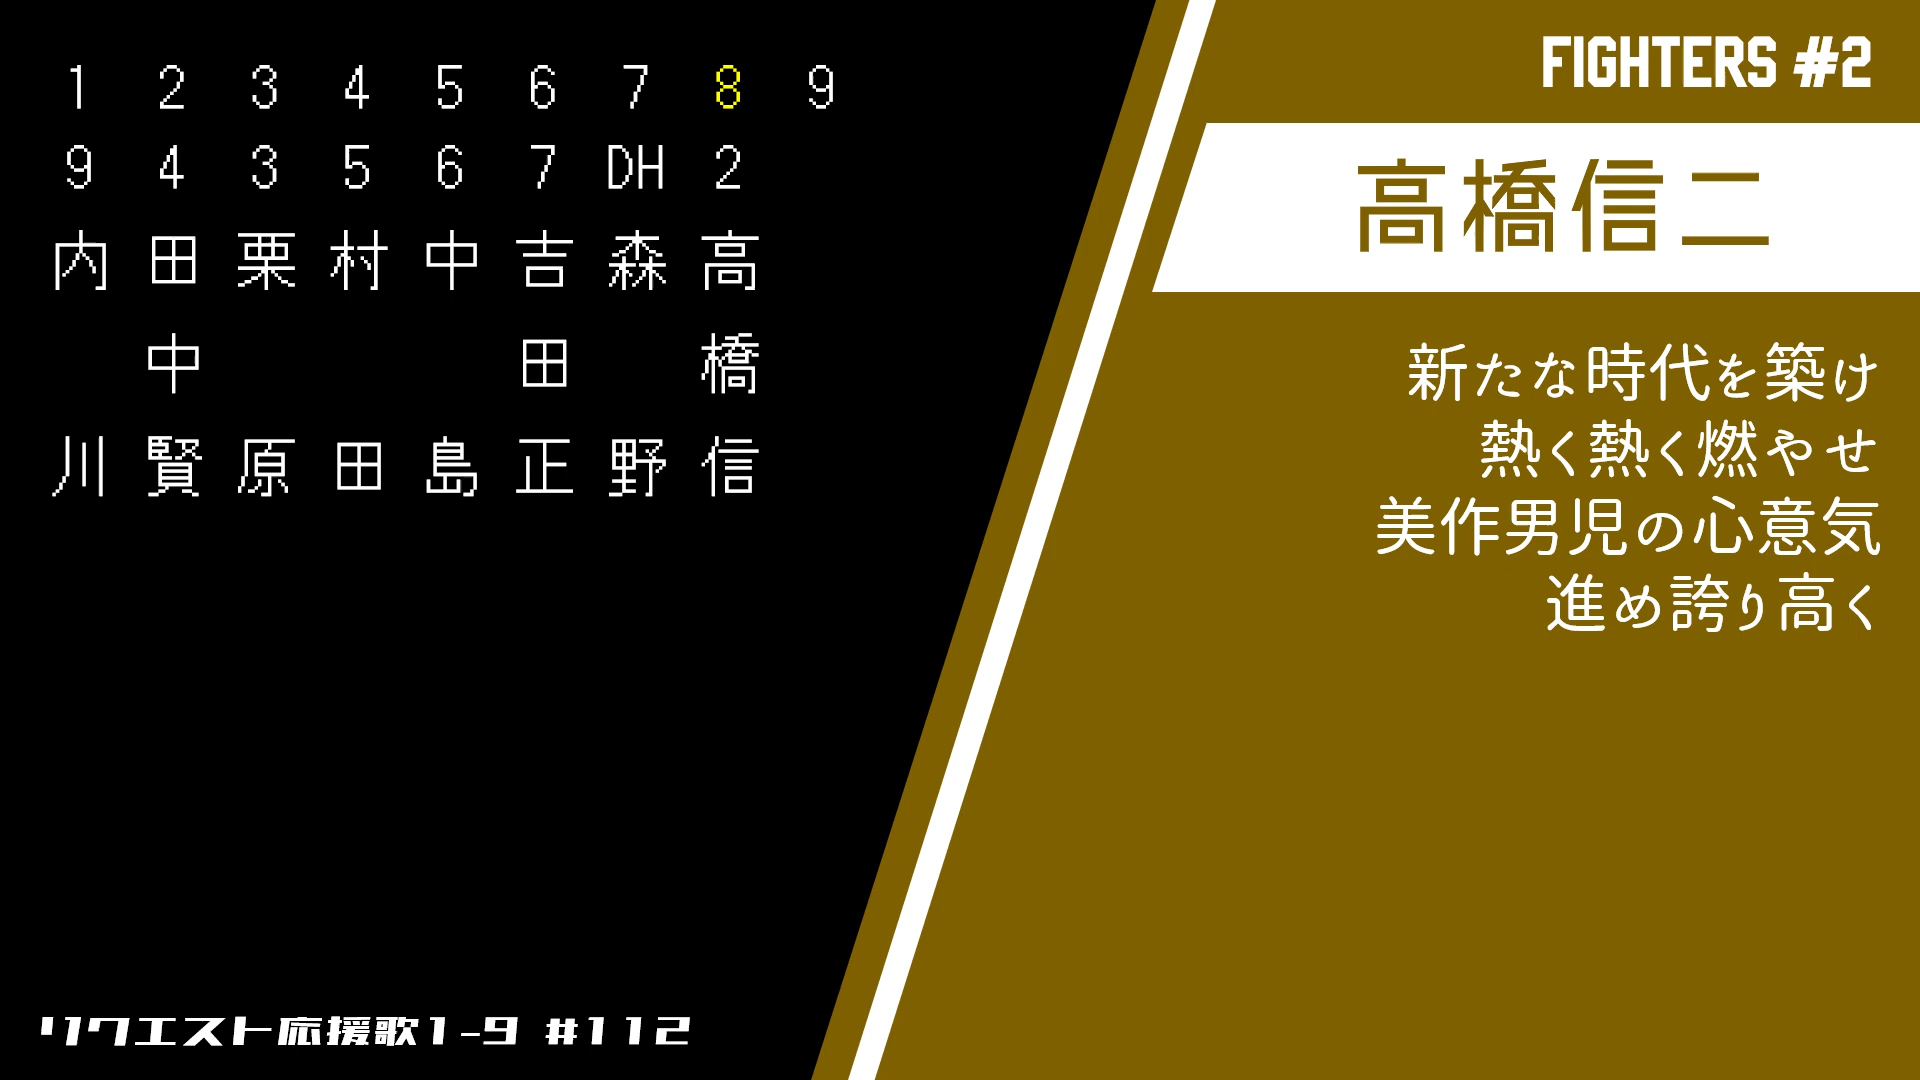 1 2 3 4 5 6 7 8 9
9 4 3 5 6 7 DH 2
内川
田中賢
栗原
村田
中島
吉田正
森野
高橋信
リクエスト応援歌1-9 #112
FIGHTERS #2
高橋信二
新たな時代を築け
熱く熱く燃やせ
美作男児の心意気
進め誇り高く